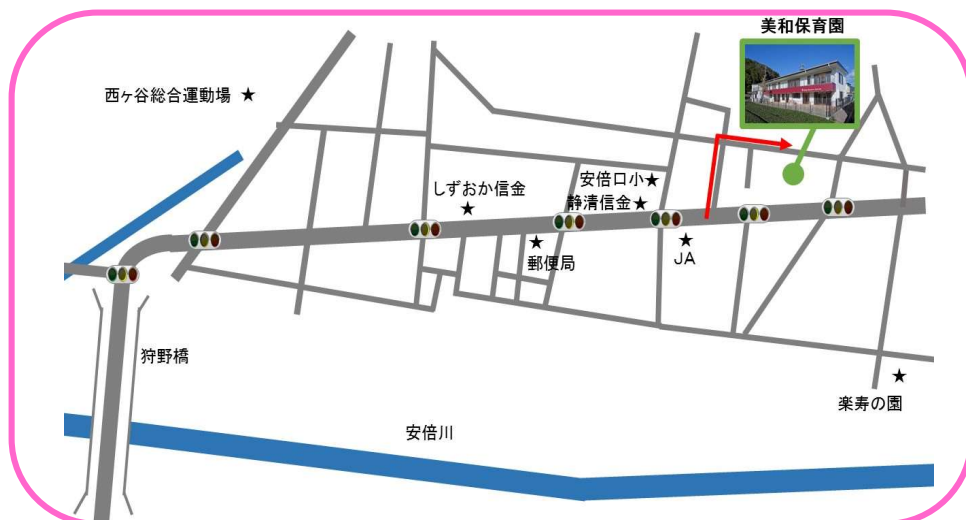 美和保育園
西ヶ谷総合運動場 ★
しずおか信金
★
安倍口小★
静清信金★
★
郵便局
★
JA
狩野橋
★
楽寿の園
安倍川